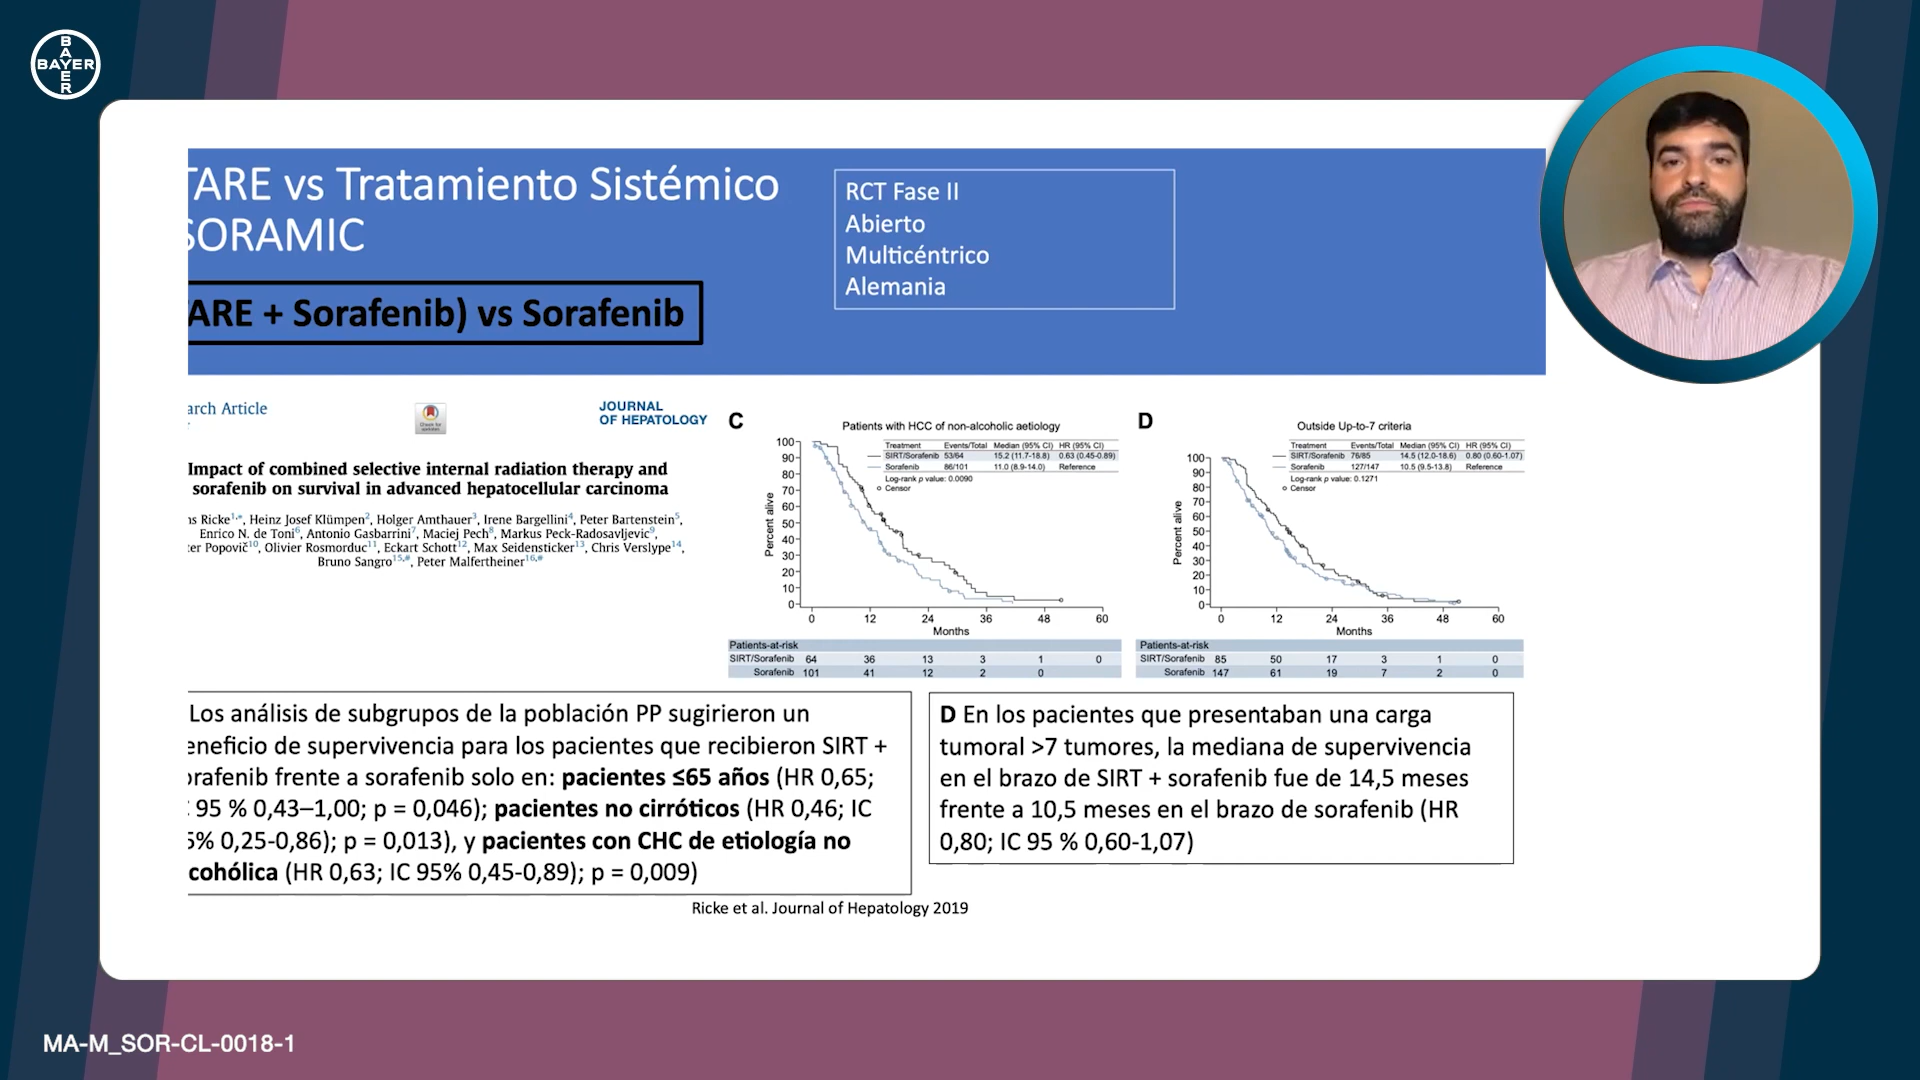 BAYER
BAYER
TARE vs Tratamiento Sistémico
SORAMIC
ARE + Sorafenib) vs Sorafenib
RCT Fase II
Abierto
Multicéntrico
Alemania
arch Article
JOURNAL
OF HEPATOLOGY
Impact of combined selective internal radiation therapy and
sorafenib on survival in advanced hepatocellular carcinoma
ns Ricke1,*, Heinz Josef Klümpen2, Holger Amthauer3, Irene Bargellini4, Peter Bartenstein5,
Enrico N. de Toni6, Antonio Gasbarrini7, Maciej Pech8, Markus Peck-Radosavljevic9,
er Popovič10, Olivier Rosmorduc11, Eckart Schott12, Max Seidensticker13, Chris Verslype14,
Bruno Sangro15,#, Peter Malfertheiner16,#
C
Patients with HCC of non-alcoholic aetiology
Treatment Events/Total Median (95% CI) HR (95% CI)
SIRT/Sorafenib 53/64 15.2 (11.7-18.8) 0.63 (0.45-0.89)
Sorafenib 86/101 11.0 (8.9-14.0) Reference
Log-rank p value: 0.0090
Censor
Percent alive
100
90
80
70
60
50
40
30
20
10
0
0 12 24 36 48 60
Months
Patients-at-risk
SIRT/Sorafenib 64 36 13 3 1 0
Sorafenib 101 41 12 2 0
D
Outside Up-to-7 criteria
Treatment Events/Total Median (95% CI) HR (95% CI)
SIRT/Sorafenib 76/85 14.5 (12.0-18.6) 0.80 (0.60-1.07)
Sorafenib 127/147 10.5 (9.5-13.8) Reference
Log-rank p value: 0.1271
Censor
Percent alive
100
90
80
70
60
50
40
30
20
10
0
0 12 24 36 48 60
Months
Patients-at-risk
SIRT/Sorafenib 85 50 17 3 1 0
Sorafenib 147 61 19 7 2 0
Los análisis de subgrupos de la población PP sugirieron un
eneficio de supervivencia para los pacientes que recibieron SIRT +
orafenib frente a sorafenib solo en: pacientes ≤65 años (HR 0,65;
95 % 0,43–1,00; p = 0,046); pacientes no cirróticos (HR 0,46; IC
5% 0,25-0,86); p = 0,013), y pacientes con CHC de etiología no
cohólica (HR 0,63; IC 95% 0,45-0,89); p = 0,009)
D En los pacientes que presentaban una carga
tumoral >7 tumores, la mediana de supervivencia
en el brazo de SIRT + sorafenib fue de 14,5 meses
frente a 10,5 meses en el brazo de sorafenib (HR
0,80; IC 95 % 0,60-1,07)
Ricke et al. Journal of Hepatology 2019
MA-M_SOR-CL-0018-1